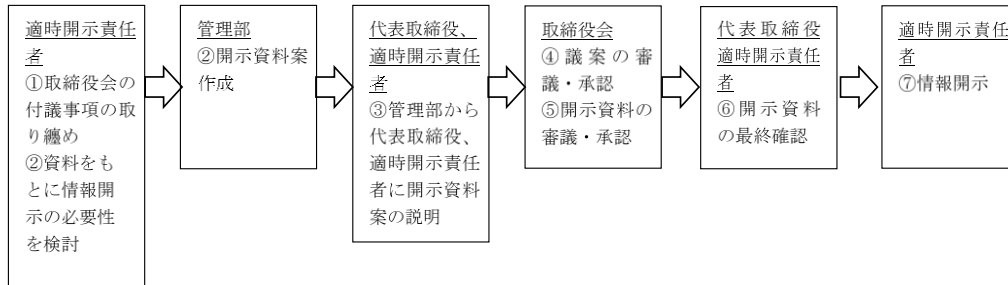 適時開示責任
者
①取締役会の
付議事項の取
り纏め
②資料をも
とに情報開
示の必要性
を検討
管理部
②開示資料案
作成
代表取締役、
適時開示責任
者
③管理部から
代表取締役、
適時開示責任
者に開示資料
案の説明
取締役会
④議案の審
議・承認
⑤開示資料の
審議・承認
代表取締役
適時開示責任
者
⑥開示資料
の最終確認
適時開示責任
者
⑦情報開示